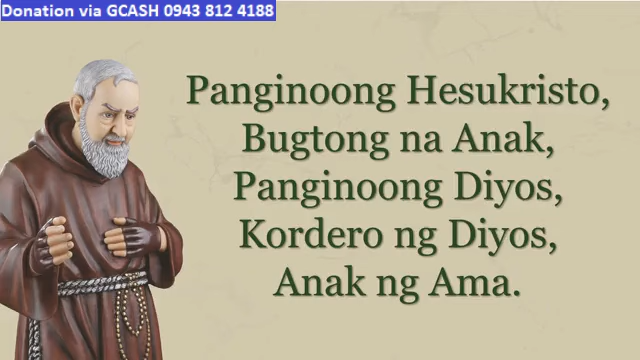 Donation via GCASH 0943 812 4188
Panginoong Hesukristo,
Bugtong na Anak,
Panginoong Diyos,
Kordero ng Diyos,
Anak ng Ama.